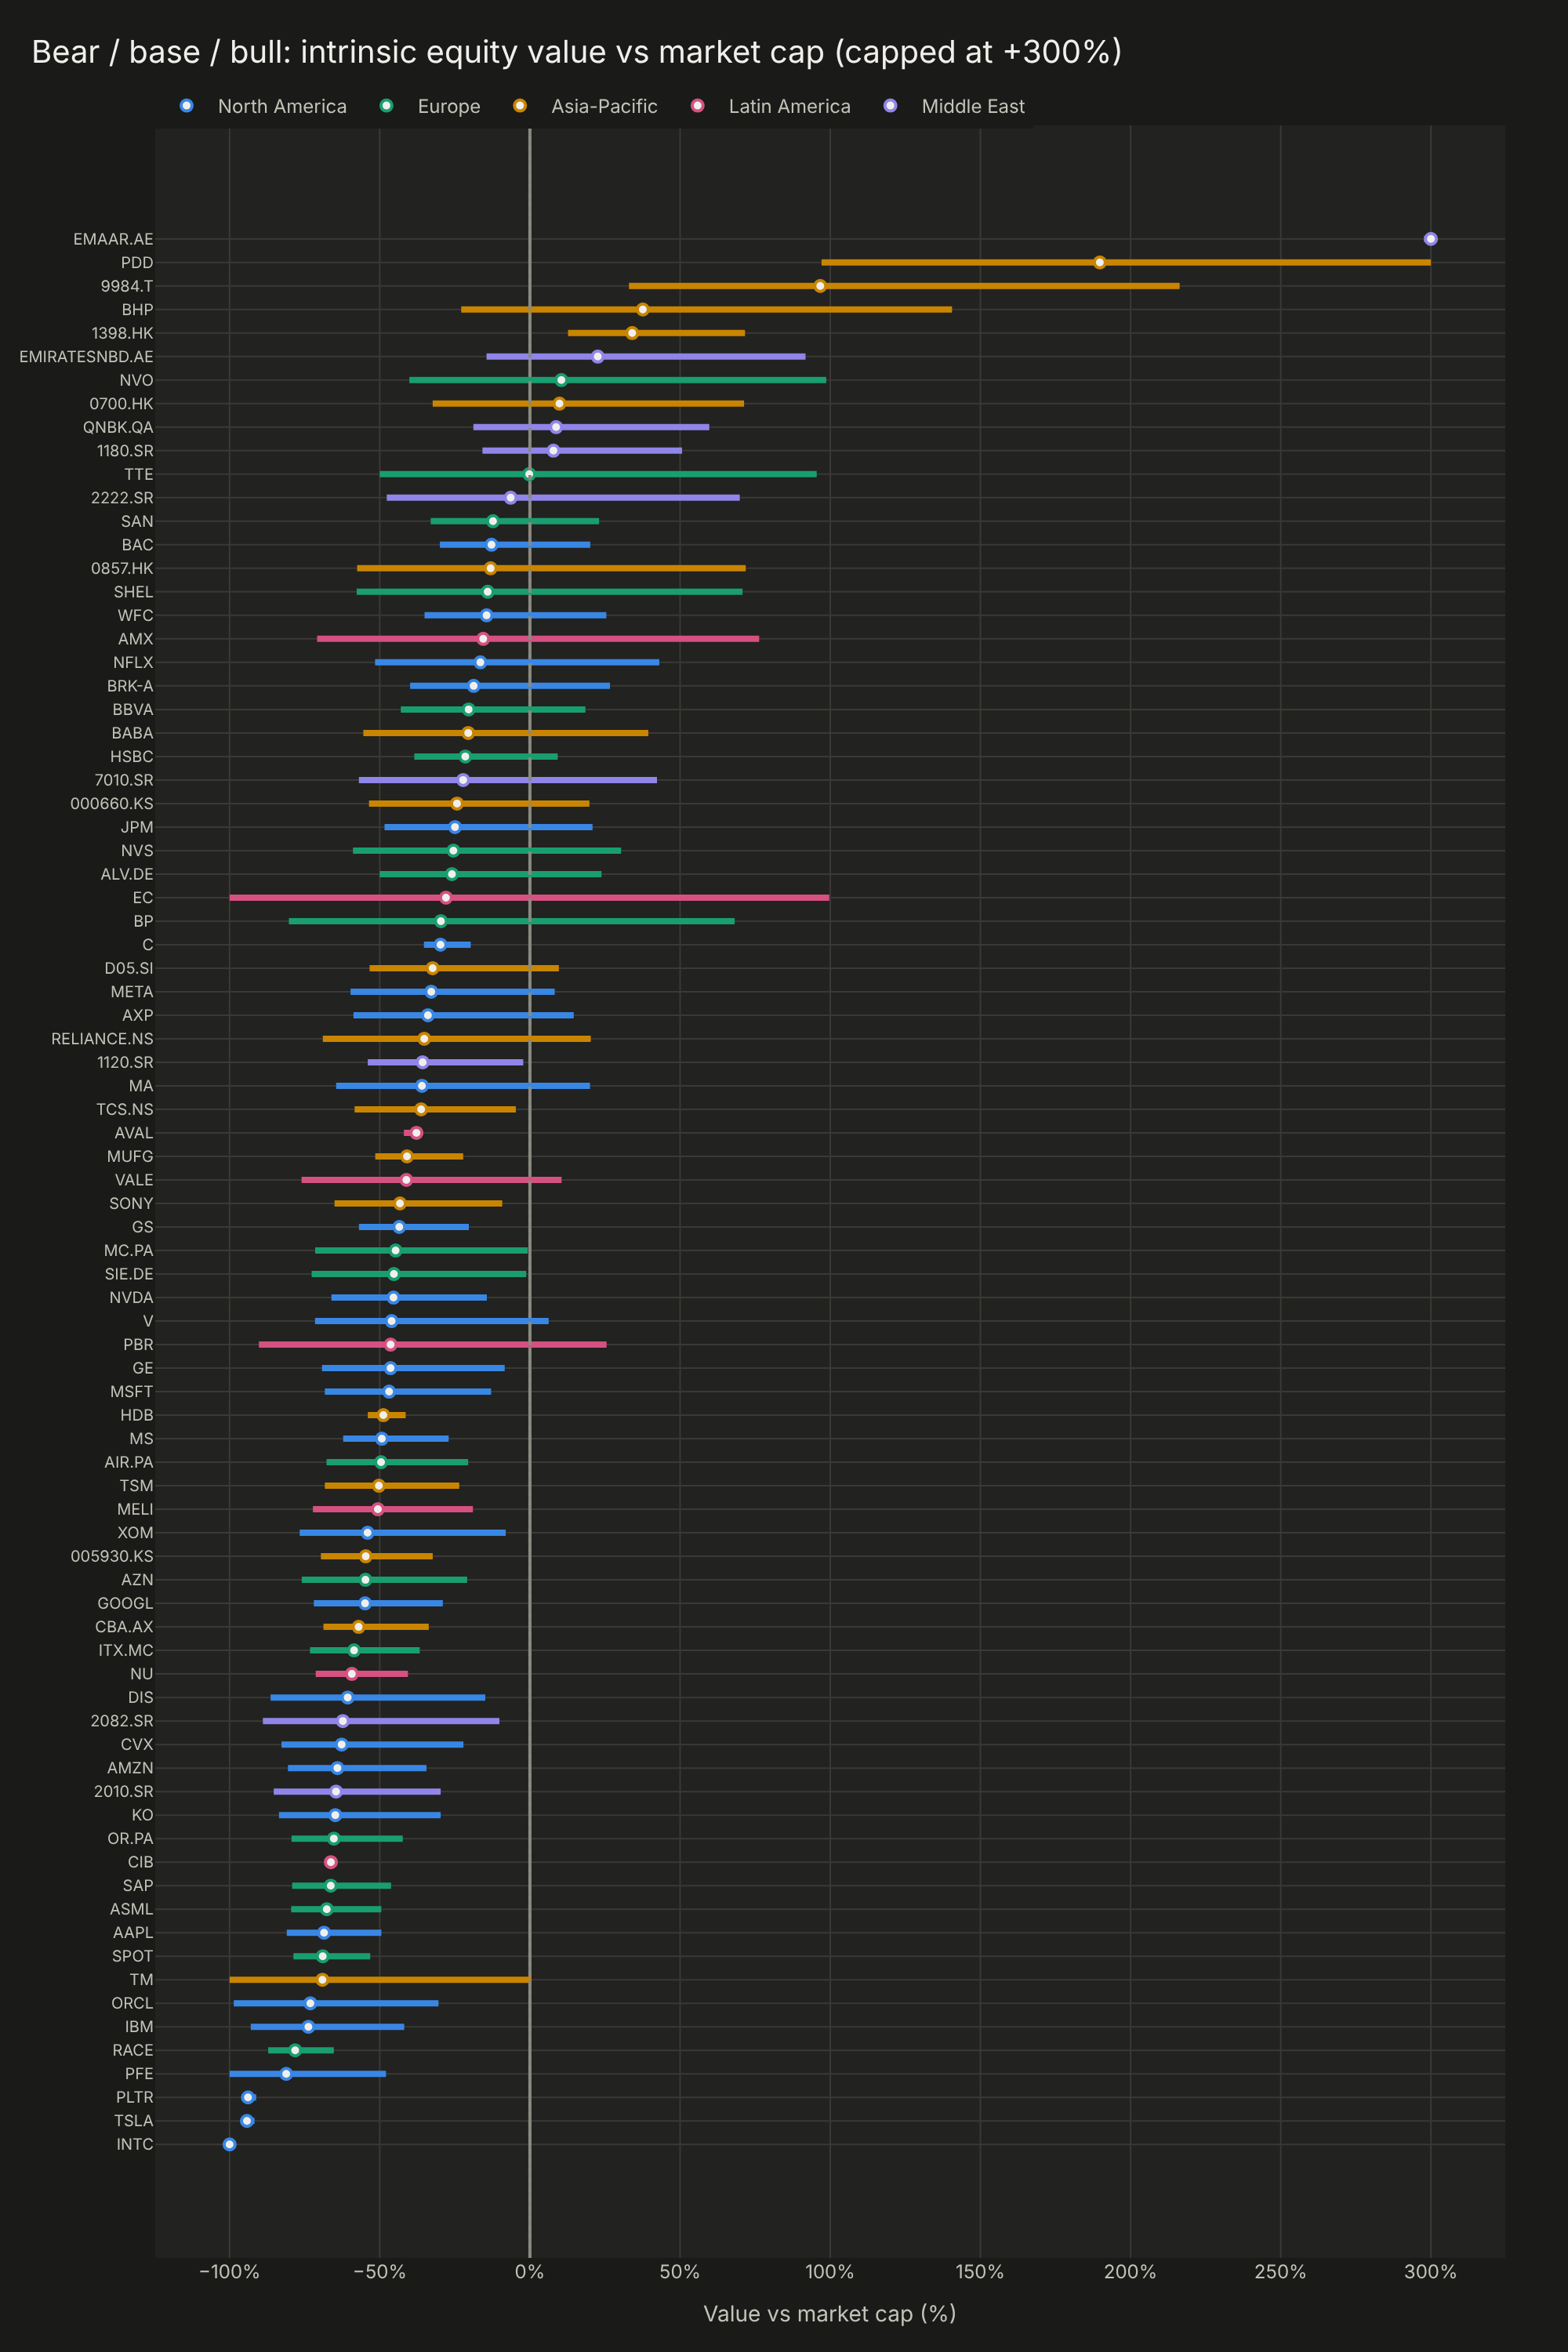 Bear / base / bull: intrinsic equity value vs market cap (capped at +300%)
North America Europe Asia-Pacific Latin America Middle East
EMAAR.AE
PDD
9984.T
BHP
1398.HK
EMIRATESNBD.AE
NVO
0700.HK
QNBK.QA
1180.SR
TTE
2222.SR
SAN
BAC
0857.HK
SHEL
WFC
AMX
NFLX
BRK-A
BBVA
BABA
HSBC
7010.SR
000660.KS
JPM
NVS
ALV.DE
EC
BP
C
D05.SI
META
AXP
RELIANCE.NS
1120.SR
MA
TCS.NS
AVAL
MUFG
VALE
SONY
GS
MC.PA
SIE.DE
NVDA
V
PBR
GE
MSFT
HDB
MS
AIR.PA
TSM
MELI
XOM
005930.KS
AZN
GOOGL
CBA.AX
ITX.MC
NU
DIS
2082.SR
CVX
AMZN
2010.SR
KO
OR.PA
CIB
SAP
ASML
AAPL
SPOT
TM
ORCL
IBM
RACE
PFE
PLTR
TSLA
INTC
−100% −50% 0% 50% 100% 150% 200% 250% 300%
Value vs market cap (%)